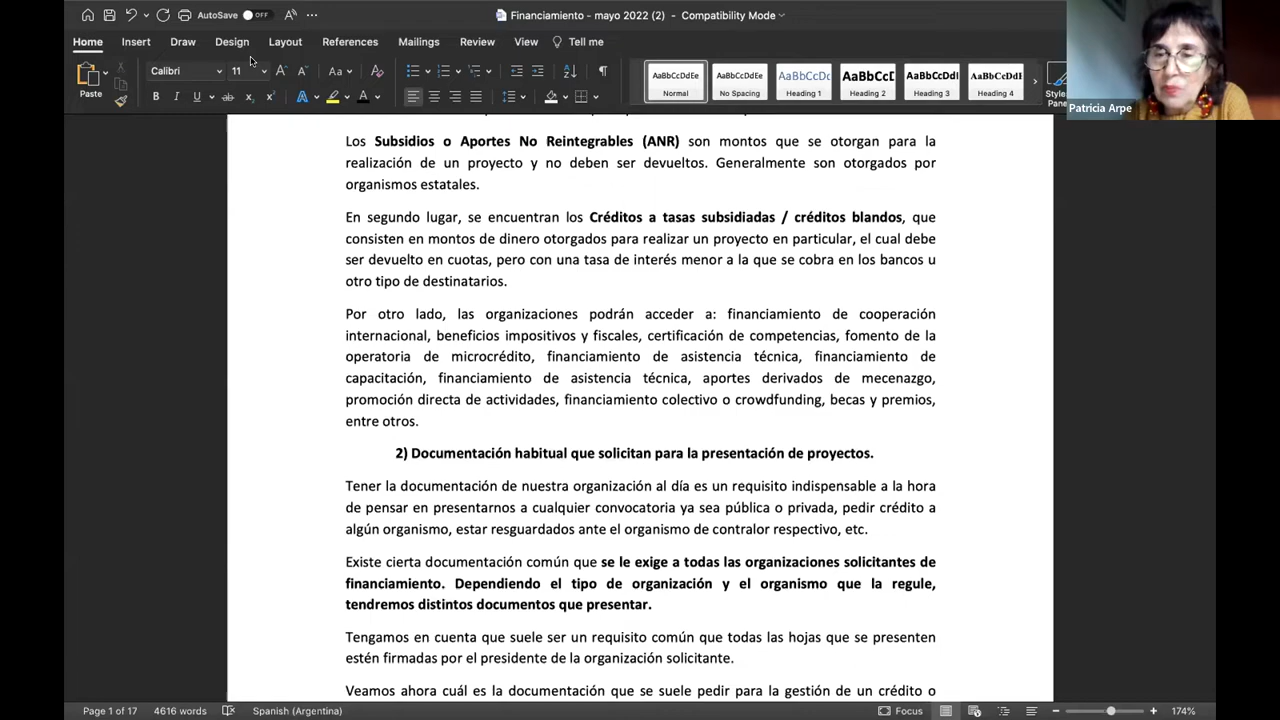 AutoSave OFF
Financiamiento - mayo 2022 (2) - Compatibility Mode
Home Insert Draw Design Layout References Mailings Review View Tell me
Paste
Calibri 11
AaBbCcDdEe Normal
AaBbCcDdEe No Spacing
AaBbCcDc Heading 1
AaBbCcD Heading 2
AaBbCcDdI Heading 3
AaBbCcDdE Heading 4
Patricia Arpe
Los Subsidios o Aportes No Reintegrables (ANR) son montos que se otorgan para la
realización de un proyecto y no deben ser devueltos. Generalmente son otorgados por
organismos estatales.
En segundo lugar, se encuentran los Créditos a tasas subsidiadas / créditos blandos, que
consisten en montos de dinero otorgados para realizar un proyecto en particular, el cual debe
ser devuelto en cuotas, pero con una tasa de interés menor a la que se cobra en los bancos u
otro tipo de destinatarios.
Por otro lado, las organizaciones podrán acceder a: financiamiento de cooperación
internacional, beneficios impositivos y fiscales, certificación de competencias, fomento de la
operatoria de microcrédito, financiamiento de asistencia técnica, financiamiento de
capacitación, financiamiento de asistencia técnica, aportes derivados de mecenazgo,
promoción directa de actividades, financiamiento colectivo o crowdfunding, becas y premios,
entre otros.
2) Documentación habitual que solicitan para la presentación de proyectos.
Tener la documentación de nuestra organización al día es un requisito indispensable a la hora
de pensar en presentarnos a cualquier convocatoria ya sea pública o privada, pedir crédito a
algún organismo, estar resguardados ante el organismo de contralor respectivo, etc.
Existe cierta documentación común que se le exige a todas las organizaciones solicitantes de
financiamiento. Dependiendo el tipo de organización y el organismo que la regule,
tendremos distintos documentos que presentar.
Tengamos en cuenta que suele ser un requisito común que todas las hojas que se presenten
estén firmadas por el presidente de la organización solicitante.
Veamos ahora cuál es la documentación que se suele pedir para la gestión de un crédito o
Page 1 of 17 4616 words Spanish (Argentina) Focus 174%